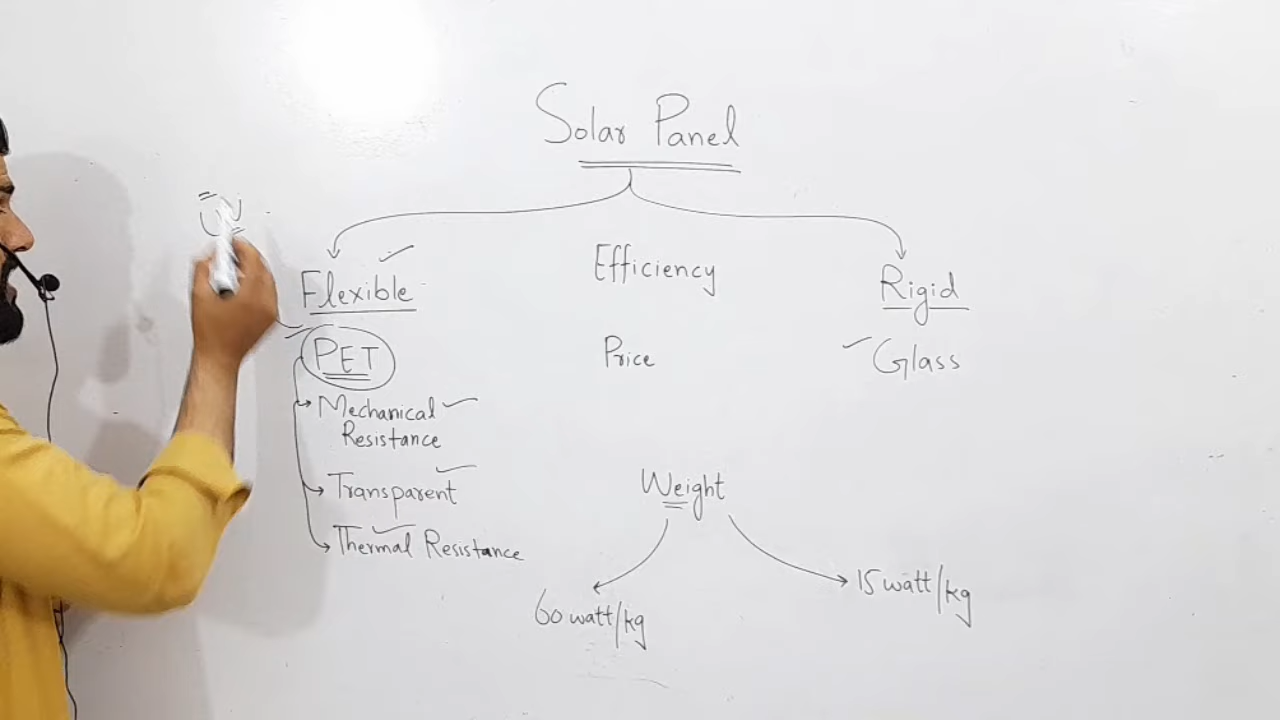 Solar Panel
Flexible
Efficiency
Rigid
PET
Price
Glass
Mechanical
Resistance
Transparent
Thermal Resistance
Weight
60 watt/kg
15 watt/kg